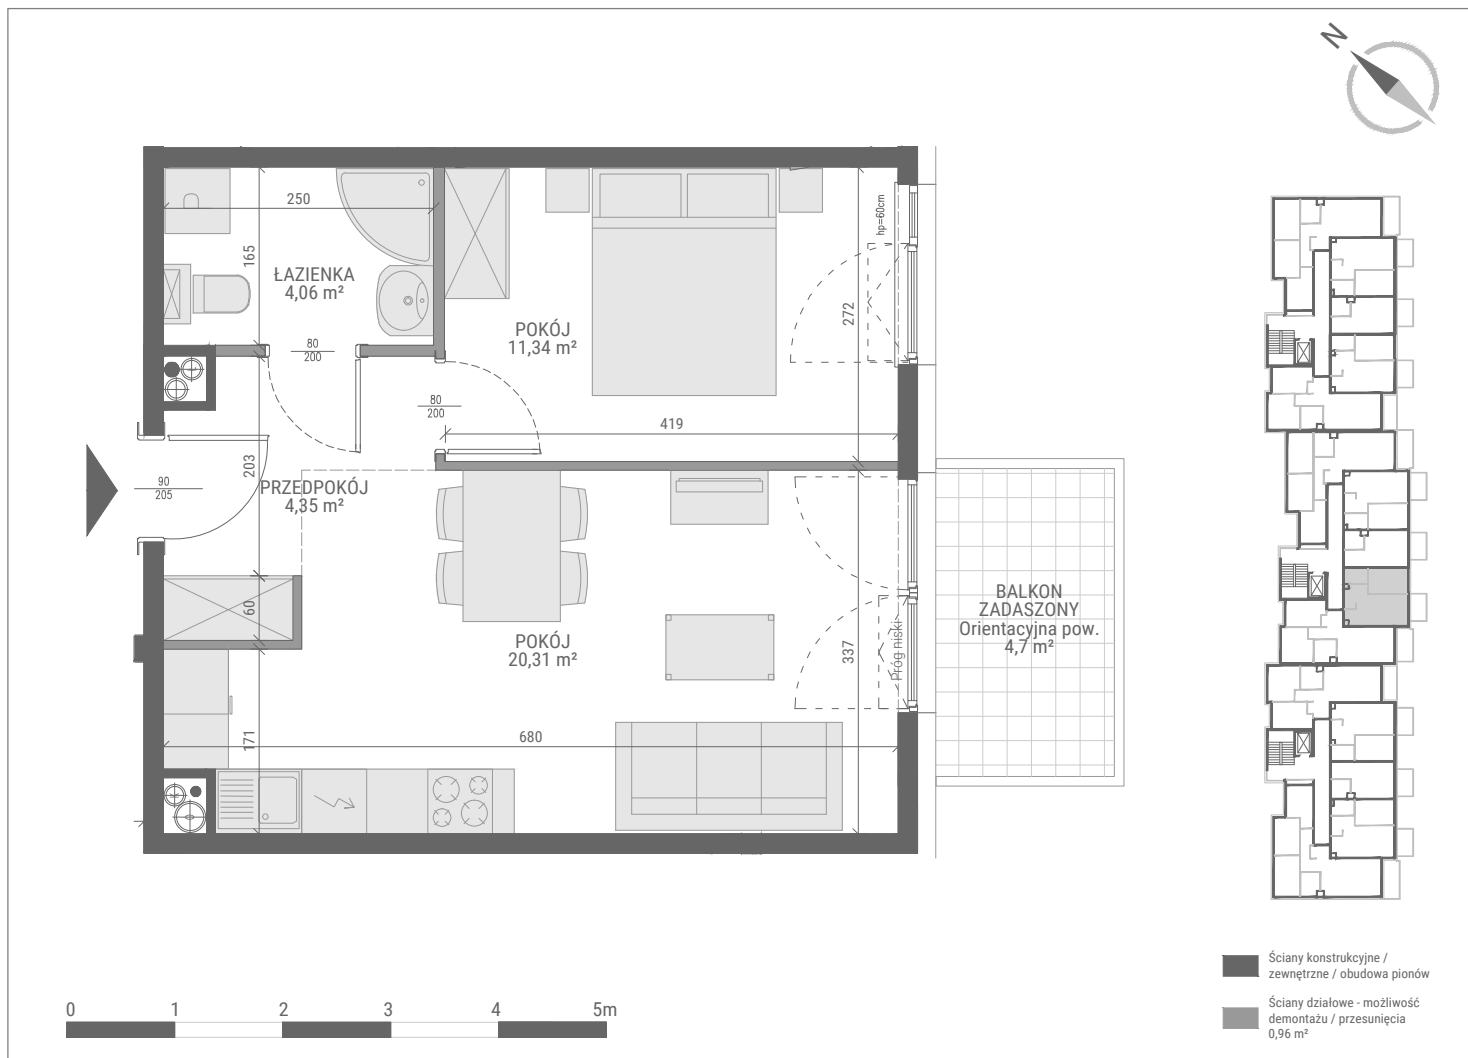 N
250
165
ŁAZIENKA
4,06 m²
80
200
POKÓJ
11,34 m²
272
hp=60cm
80
200
419
90
205
203
PRZEDPOKÓJ
4,35 m²
60
POKÓJ
20,31 m²
337
Próg niski
BALKON
ZADASZONY
Orientacyjna pow.
4,7 m²
171
680
0 1 2 3 4 5m
Ściany konstrukcyjne /
zewnętrzne / obudowa pionów
Ściany działowe - możliwość
demontażu / przesunięcia
0,96 m²